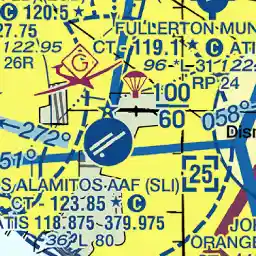 120.5 * C
FULLERTON MUN
27.75
122.95
CT - 119.1 * C ATI
26R
96 *L 31 122
RP 24
G
100
60
272°
058°
Disn
51°
25
S ALAMITOS AAF (SLI)
CT - 123.85 * C
ATIS 118.875 379.975
36 *L 80
JOH
ORANGE